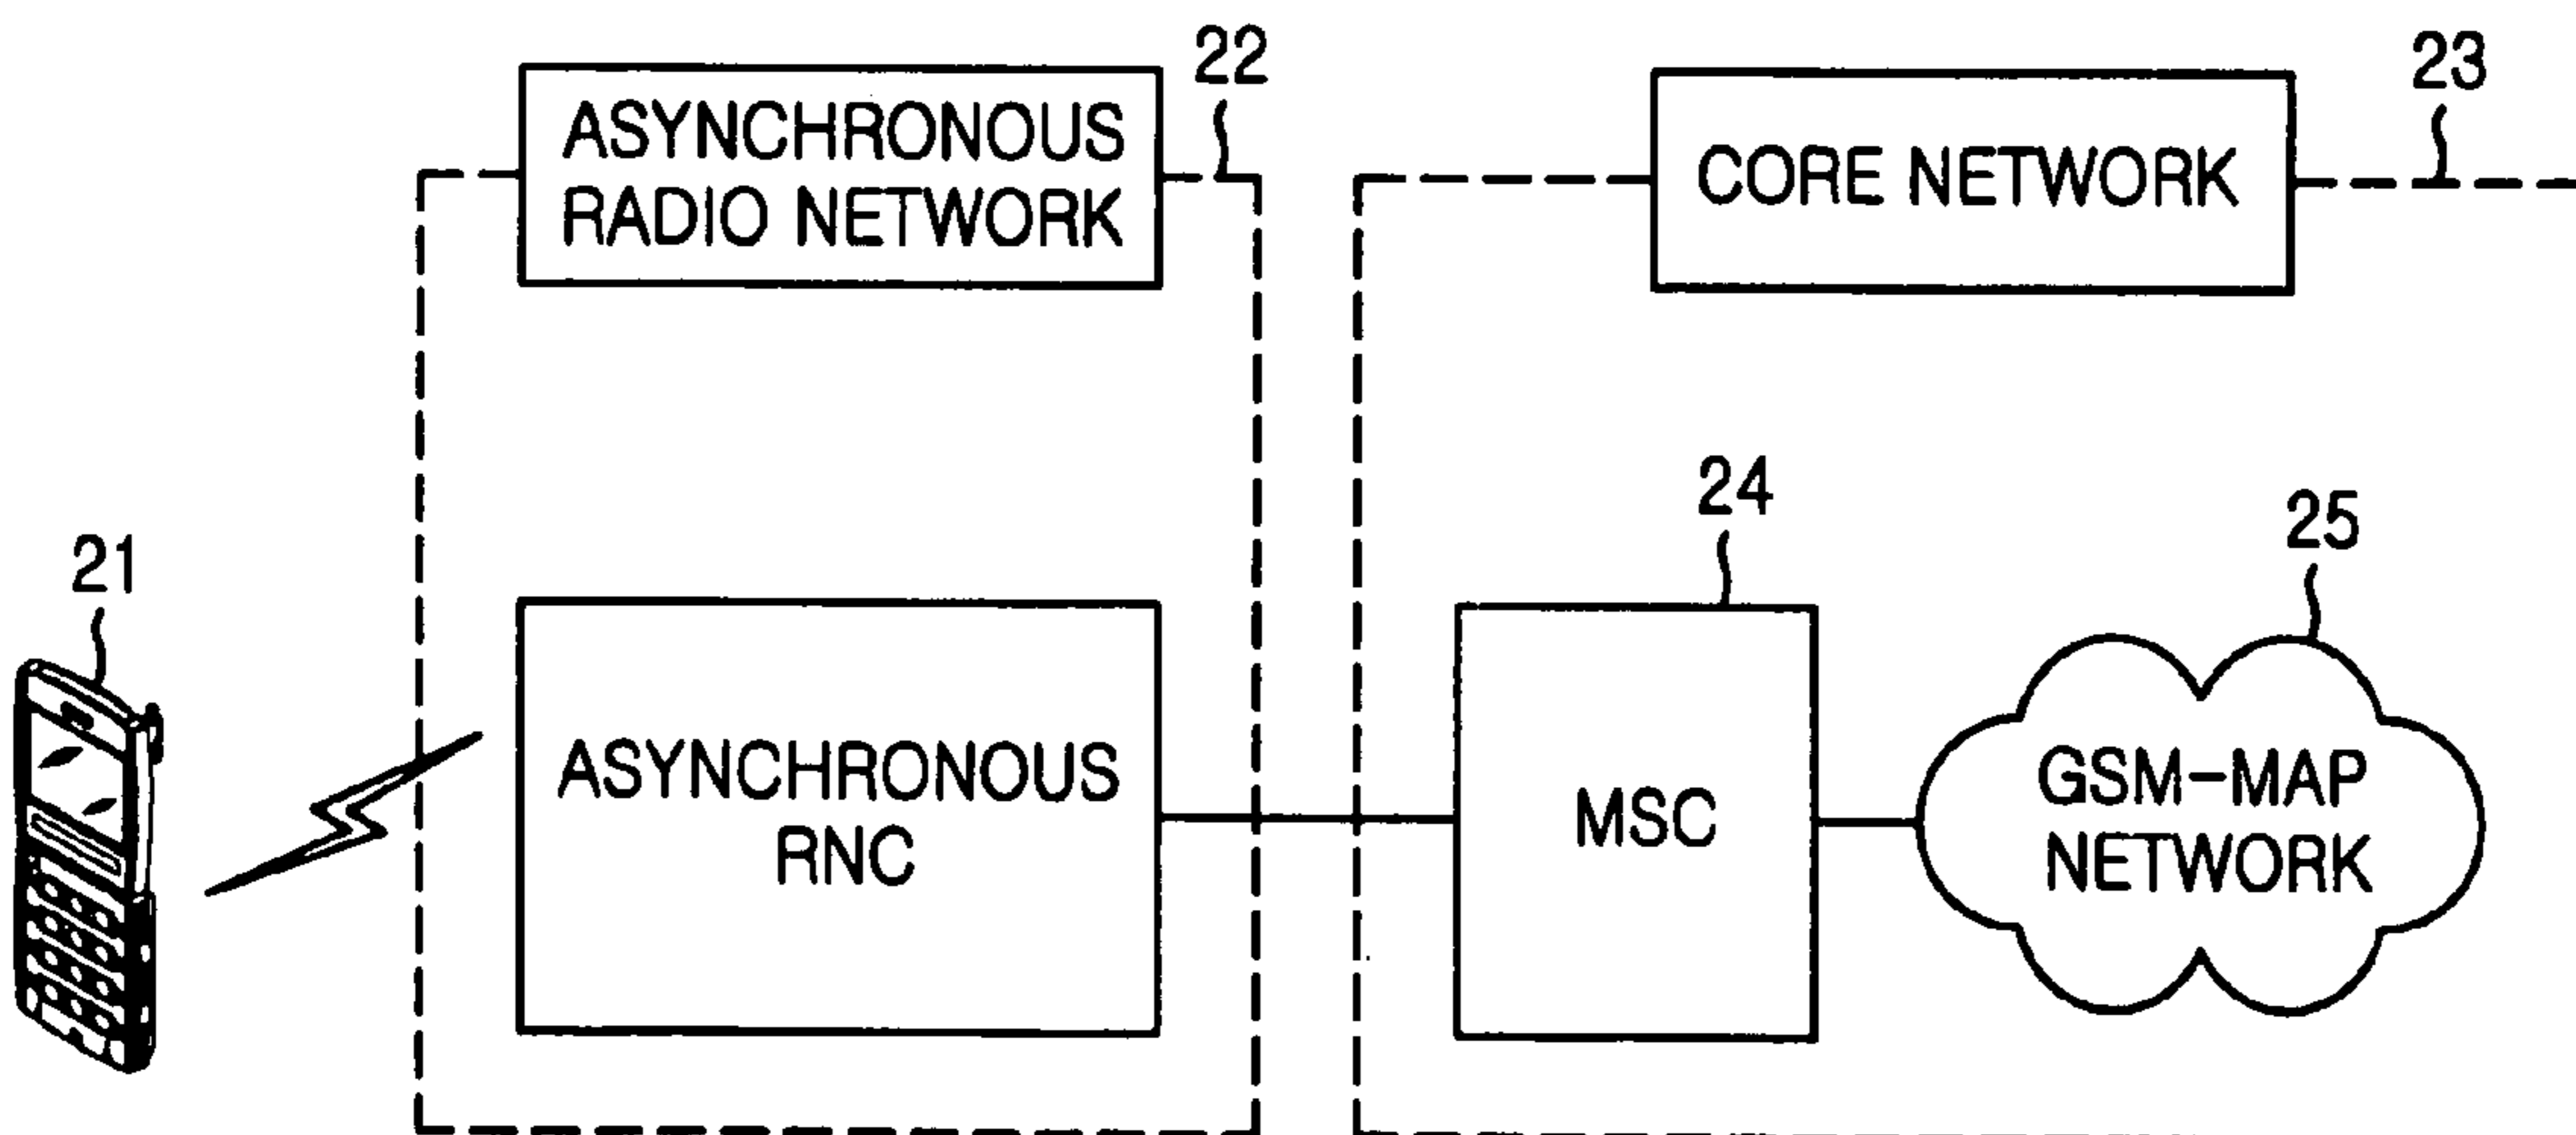 22
23
ASYNCHRONOUS
RADIO NETWORK
CORE NETWORK
24
25
21
ASYNCHRONOUS
RNC
MSC
GSM-MAP
NETWORK